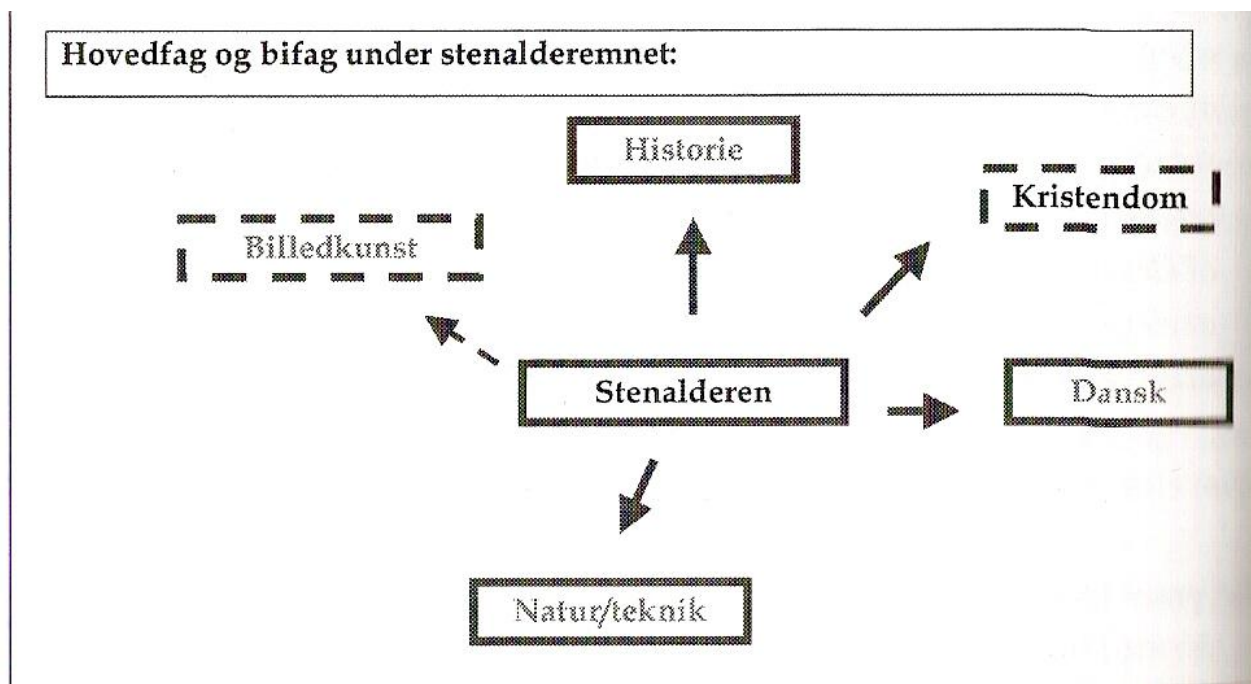 Hovedfag og bifag under stenalderemnet:
Historie
Kristendom
Billedkunst
Stenalderen
Dansk
Natur/teknik